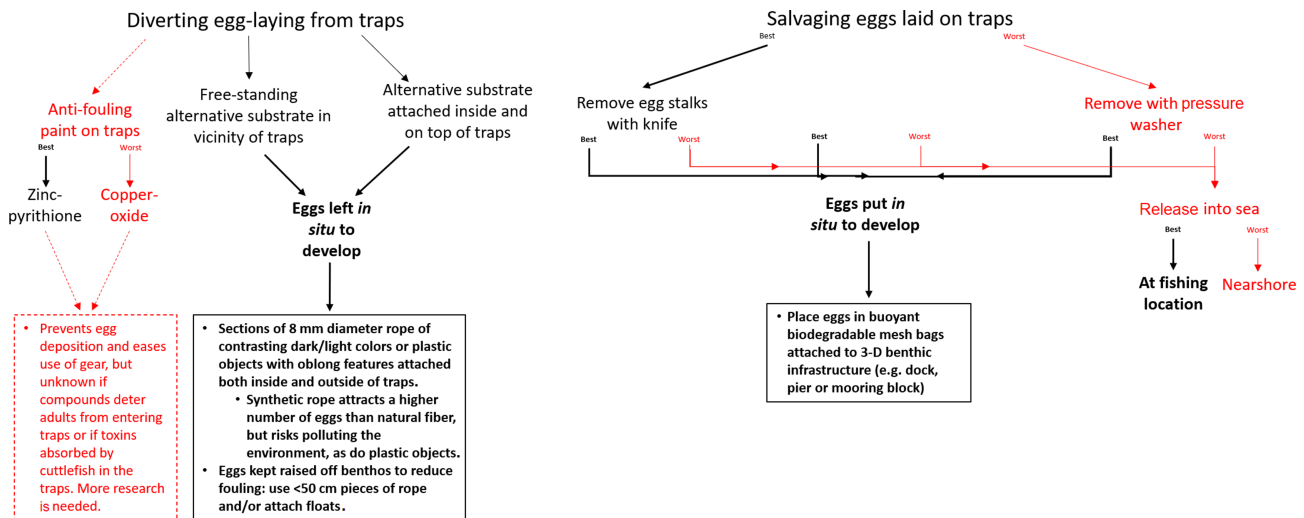 Diverting egg-laying from traps
Anti-fouling
paint on traps
Free-standing
alternative substrate in
vicinity of traps
Alternative substrate
attached inside and
on top of traps
Best
Worst
Zinc-
pyrithione
Copper-
oxide
Eggs left in
situ to
develop
• Prevents egg
deposition and eases
use of gear, but
unknown if
compounds deter
adults from entering
traps or if toxins
absorbed by
cuttlefish in the
traps. More research
is needed.
• Sections of 8 mm diameter rope of
contrasting dark/light colors or plastic
objects with oblong features attached
both inside and outside of traps.
• Synthetic rope attracts a higher
number of eggs than natural fiber,
but risks polluting the
environment, as do plastic objects.
• Eggs kept raised off benthos to reduce
fouling: use <50 cm pieces of rope
and/or attach floats.
Salvaging eggs laid on traps
Best
Worst
Remove egg stalks
with knife
Remove with pressure
washer
Best
Worst
Best
Worst
Best
Worst
Eggs put in
situ to develop
Release into sea
Best
Worst
At fishing
location
Nearshore
• Place eggs in buoyant
biodegradable mesh bags
attached to 3-D benthic
infrastructure (e.g. dock,
pier or mooring block)